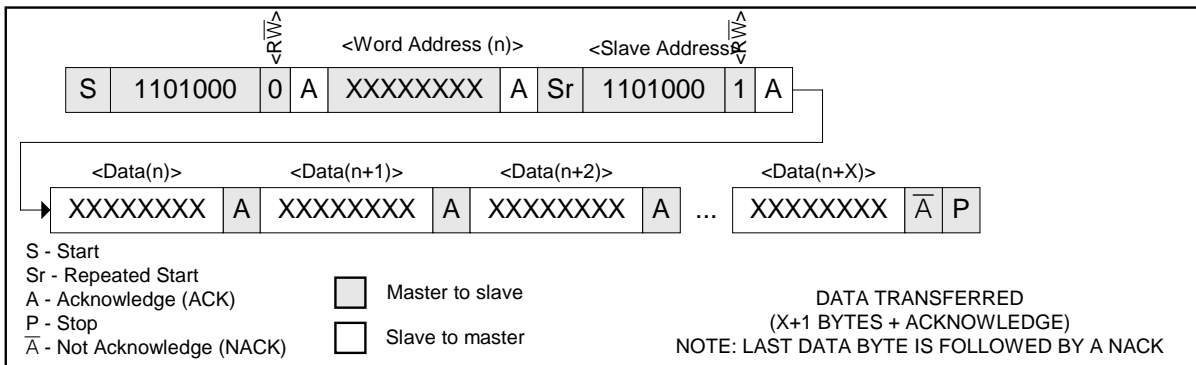 <RW̅>
<RW̅>
<Word Address (n)>
<Slave Address>
S 1101000 0 A XXXXXXXX A Sr 1101000 1 A
<Data(n)> <Data(n+1)> <Data(n+2)> <Data(n+X)>
XXXXXXXX A XXXXXXXX A XXXXXXXX A ... XXXXXXXX A̅ P
S - Start
Sr - Repeated Start
A - Acknowledge (ACK)
P - Stop
A̅ - Not Acknowledge (NACK)
Master to slave
Slave to master
DATA TRANSFERRED
(X+1 BYTES + ACKNOWLEDGE)
NOTE: LAST DATA BYTE IS FOLLOWED BY A NACK